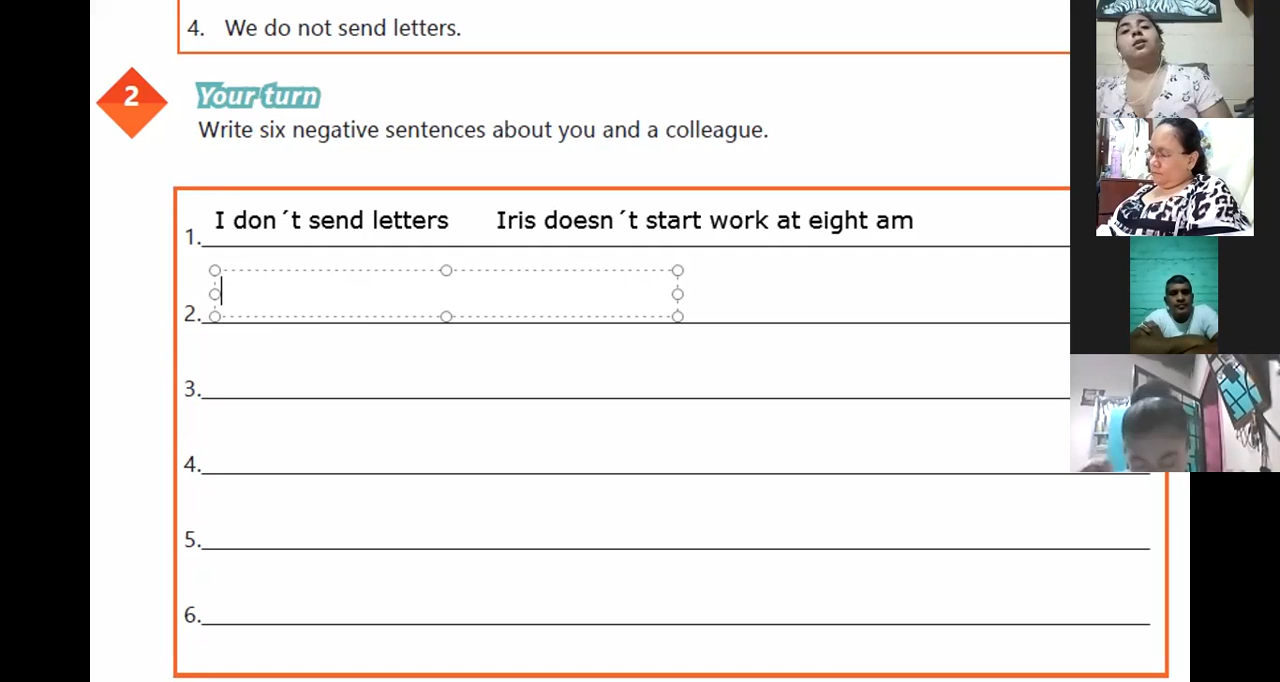 4. We do not send letters.
2
Your turn
Write six negative sentences about you and a colleague.
1. I don´t send letters Iris doesn´t start work at eight am
2.
3.
4.
5.
6.